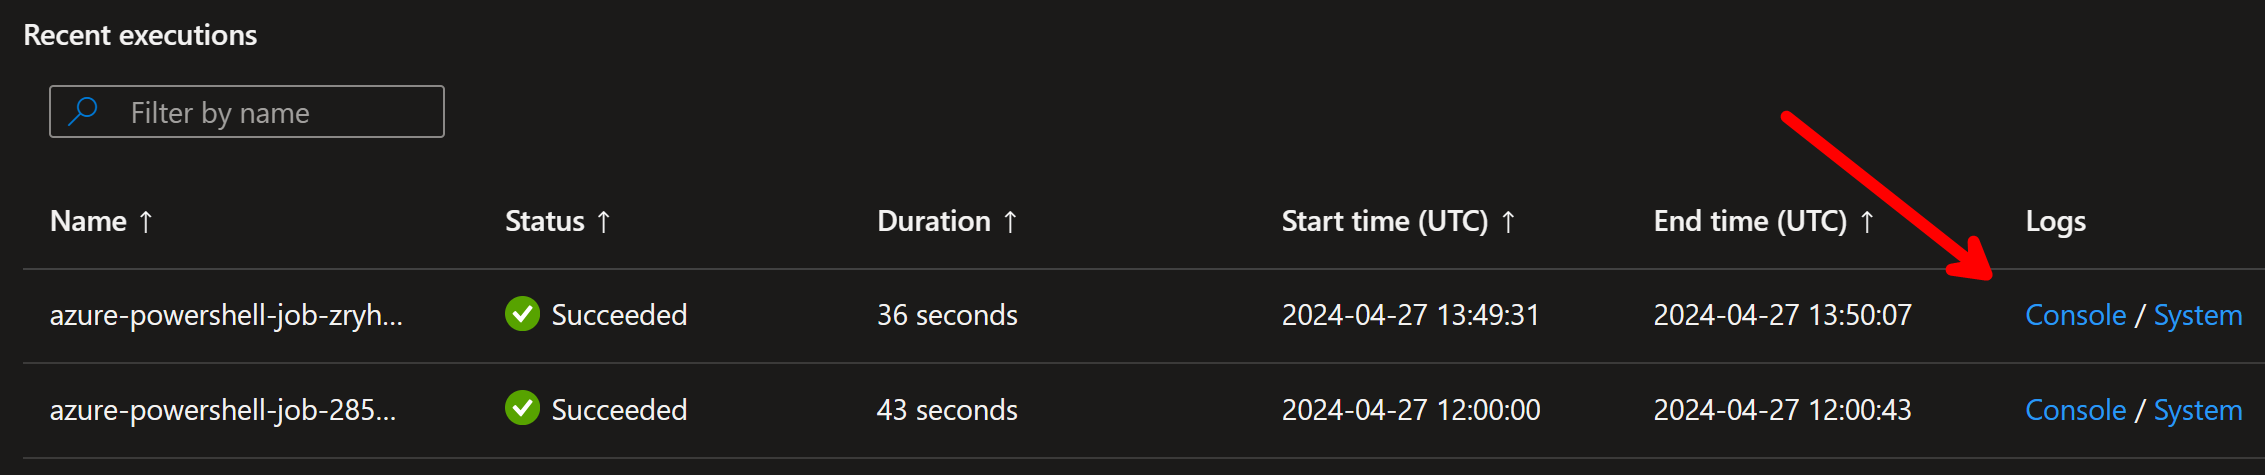 Recent executions
Filter by name
Name ↑ Status ↑ Duration ↑ Start time (UTC) ↑ End time (UTC) ↑ Logs
azure-powershell-job-zryh... Succeeded 36 seconds 2024-04-27 13:49:31 2024-04-27 13:50:07 Console / System
azure-powershell-job-285... Succeeded 43 seconds 2024-04-27 12:00:00 2024-04-27 12:00:43 Console / System